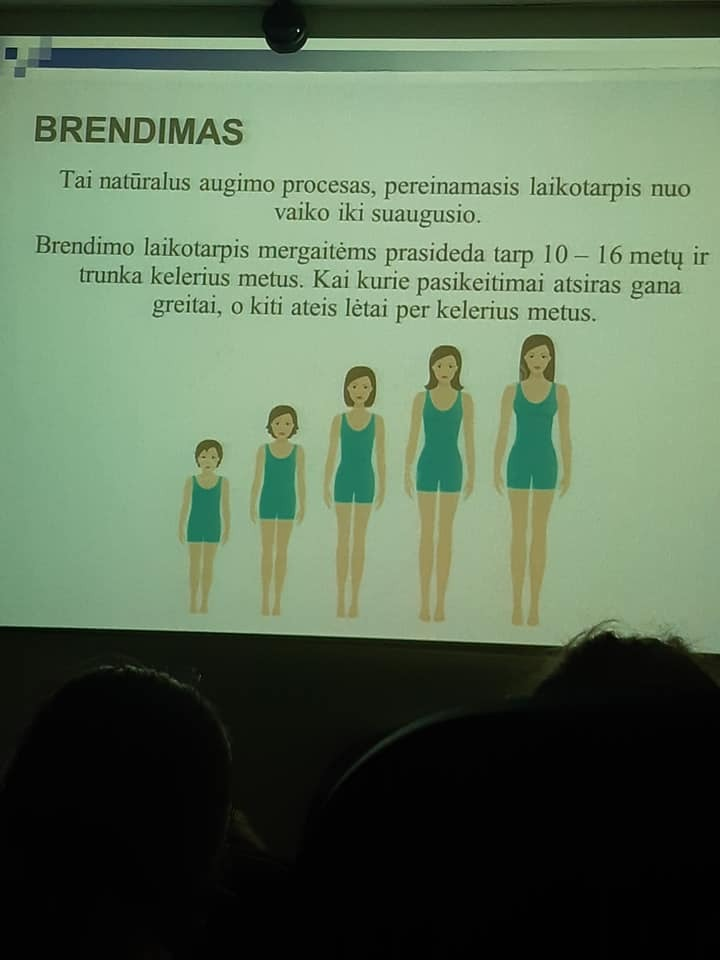 BRENDIMAS
Tai natūralus augimo procesas, pereinamasis laikotarpis nuo
vaiko iki suaugusio.
Brendimo laikotarpis mergaitėms prasideda tarp 10 – 16 metų ir
trunka kelerius metus. Kai kurie pasikeitimai atsiras gana
greitai, o kiti ateis lėtai per kelerius metus.